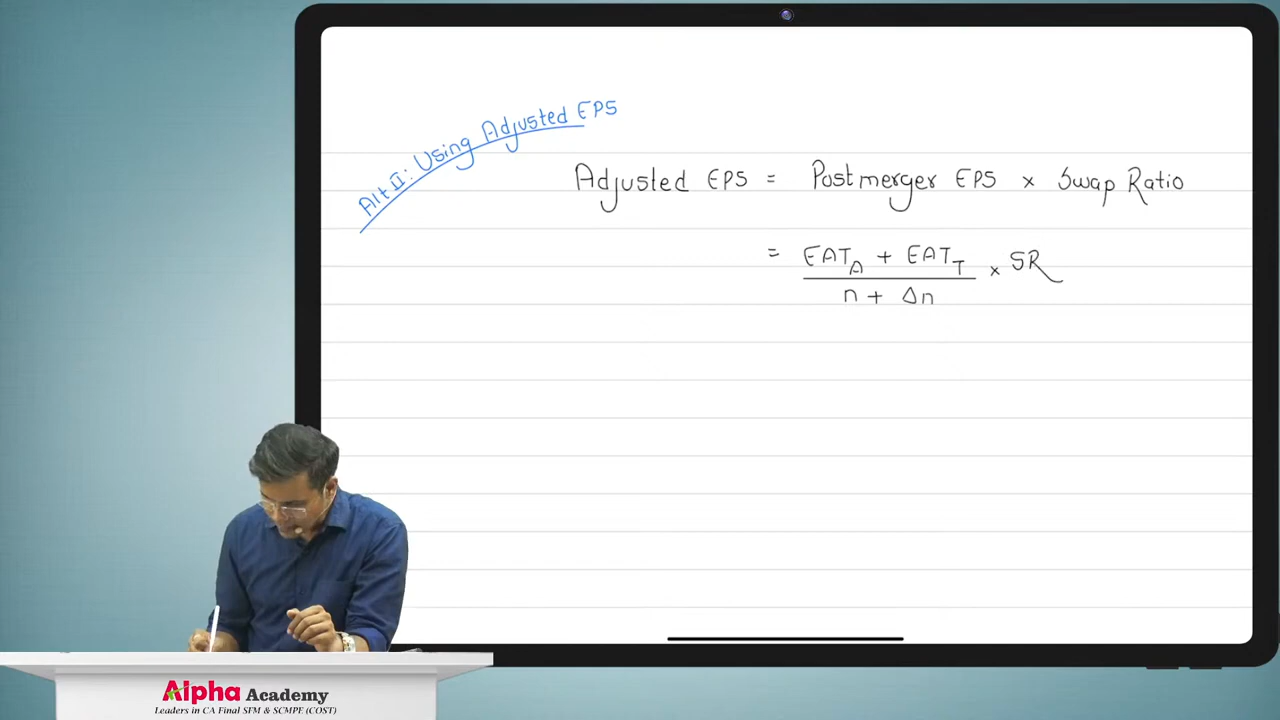 Alt II: Using Adjusted EPS
Adjusted EPS = Postmerger EPS × Swap Ratio
= EAT_A + EAT_T / n + Δn × SR
Alpha Academy
Leaders in CA Final SFM & SCMPE (COST)